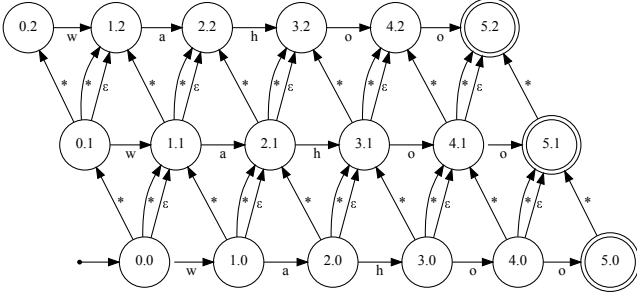 0.2 w 1.2 a 2.2 h 3.2 o 4.2 o 5.2
* * ε * * ε * * ε * * ε * * ε *
0.1 w 1.1 a 2.1 h 3.1 o 4.1 o 5.1
* * ε * * ε * * ε * * ε * * ε *
0.0 w 1.0 a 2.0 h 3.0 o 4.0 o 5.0